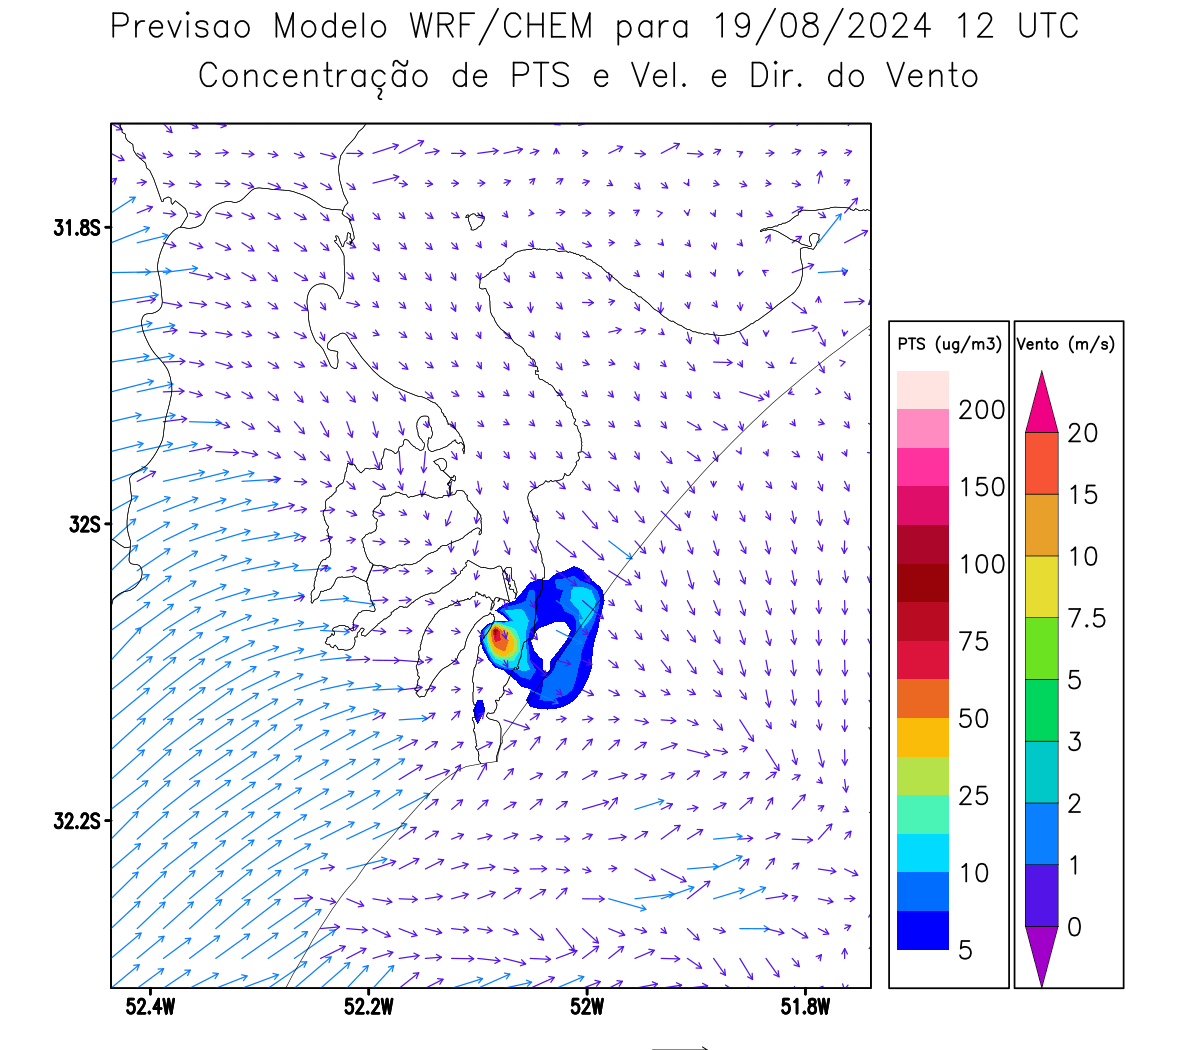 Previsao Modelo WRF/CHEM para 19/08/2024 12 UTC
Concentração de PTS e Vel. e Dir. do Vento
31.8S
32S
32.2S
52.4W
52.2W
52W
51.8W
PTS (ug/m3)
200
150
100
75
50
25
10
5
Vento (m/s)
20
15
10
7.5
5
3
2
1
0